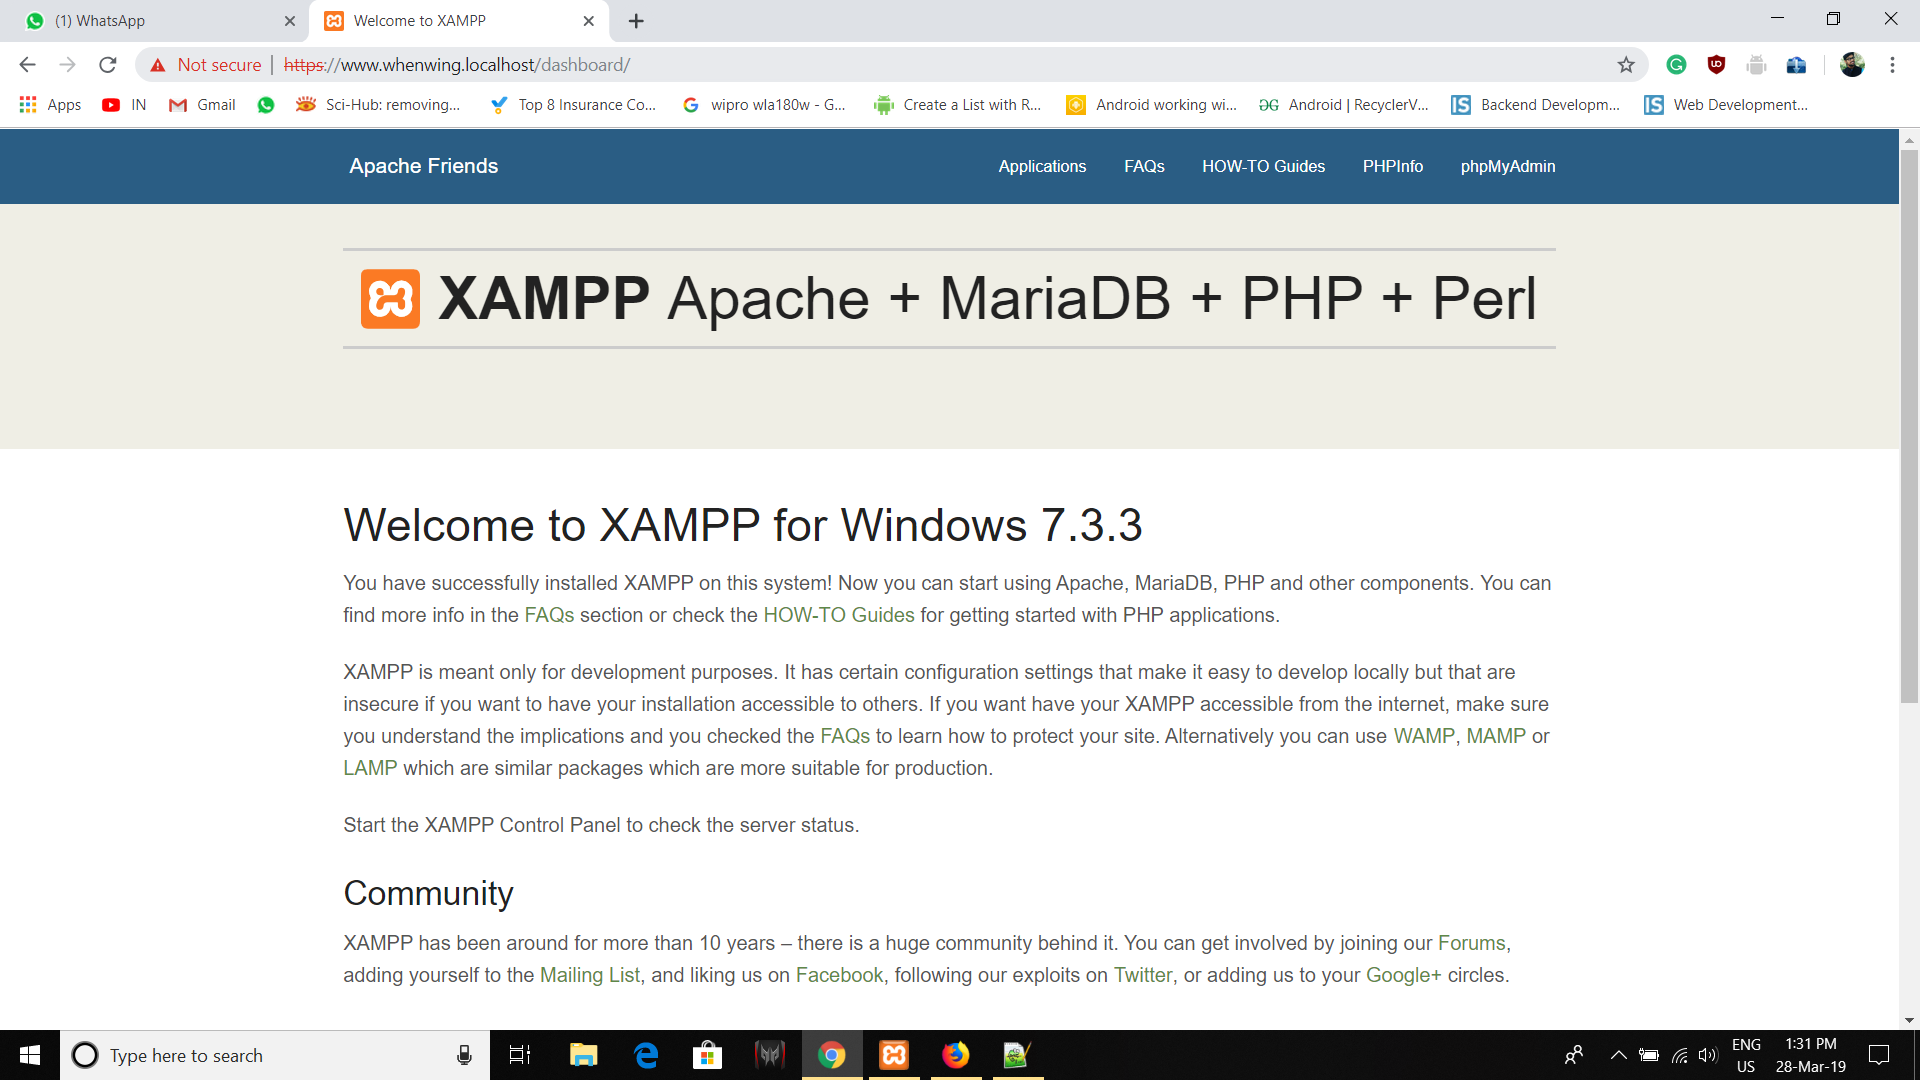 (1) WhatsApp
Welcome to XAMPP
Not secure
https://www.whenwing.localhost/dashboard/
Apps
IN
Gmail
Sci-Hub: removing...
Top 8 Insurance Co...
wipro wla180w - G...
Create a List with R...
Android working wi...
Android | RecyclerV...
Backend Developm...
Web Development...
Apache Friends
Applications
FAQs
HOW-TO Guides
PHPInfo
phpMyAdmin
XAMPP Apache + MariaDB + PHP + Perl
Welcome to XAMPP for Windows 7.3.3
You have successfully installed XAMPP on this system! Now you can start using Apache, MariaDB, PHP and other components. You can
find more info in the FAQs section or check the HOW-TO Guides for getting started with PHP applications.
XAMPP is meant only for development purposes. It has certain configuration settings that make it easy to develop locally but that are
insecure if you want to have your installation accessible to others. If you want have your XAMPP accessible from the internet, make sure
you understand the implications and you checked the FAQs to learn how to protect your site. Alternatively you can use WAMP, MAMP or
LAMP which are similar packages which are more suitable for production.
Start the XAMPP Control Panel to check the server status.
Community
XAMPP has been around for more than 10 years – there is a huge community behind it. You can get involved by joining our Forums,
adding yourself to the Mailing List, and liking us on Facebook, following our exploits on Twitter, or adding us to your Google+ circles.
Type here to search
ENG
US
1:31 PM
28-Mar-19